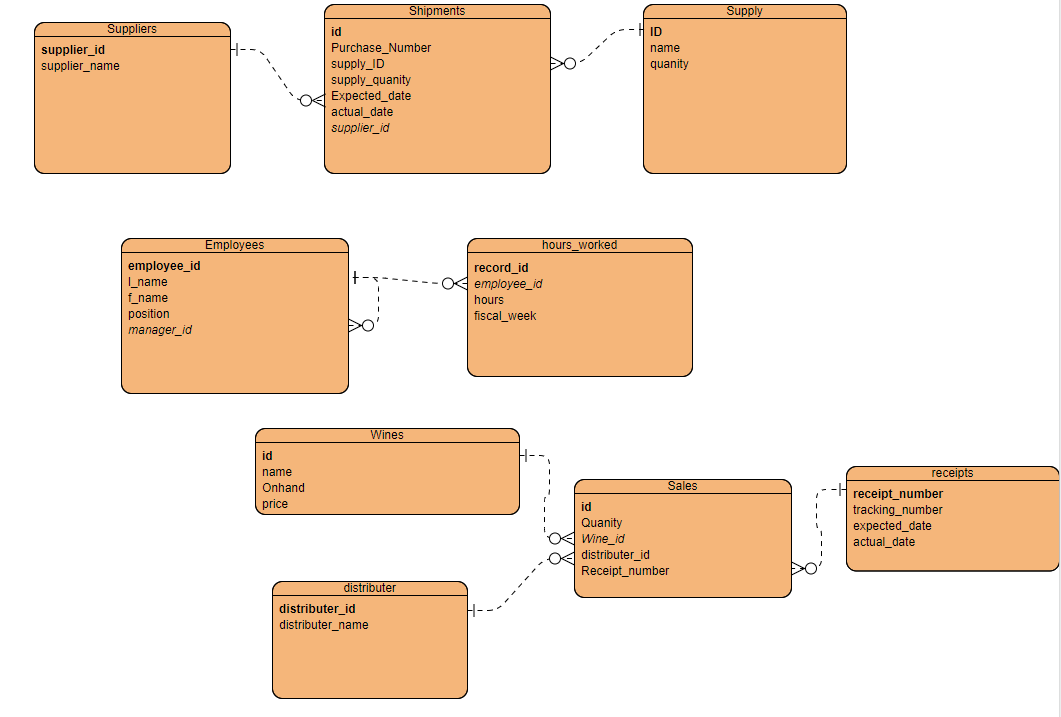 Suppliers
supplier_id
supplier_name
Shipments
id
Purchase_Number
supply_ID
supply_quanity
Expected_date
actual_date
supplier_id
Supply
ID
name
quanity
Employees
employee_id
l_name
f_name
position
manager_id
hours_worked
record_id
employee_id
hours
fiscal_week
Wines
id
name
Onhand
price
Sales
id
Quanity
Wine_id
distributer_id
Receipt_number
receipts
receipt_number
tracking_number
expected_date
actual_date
distributer
distributer_id
distributer_name